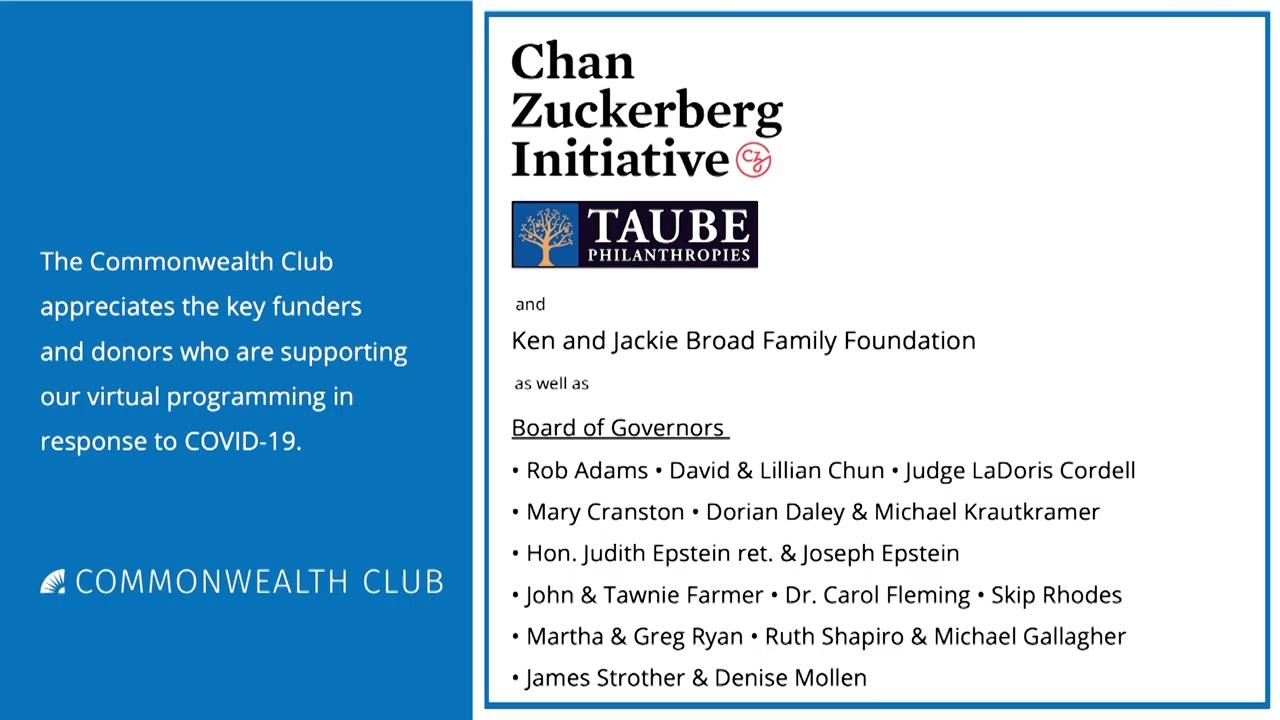 The Commonwealth Club
appreciates the key funders
and donors who are supporting
our virtual programming in
response to COVID-19.
COMMONWEALTH CLUB
Chan
Zuckerberg
Initiative
CZI
TAUBE
PHILANTHROPIES
and
Ken and Jackie Broad Family Foundation
as well as
Board of Governors
• Rob Adams • David & Lillian Chun • Judge LaDoris Cordell
• Mary Cranston • Dorian Daley & Michael Krautkramer
• Hon. Judith Epstein ret. & Joseph Epstein
• John & Tawnie Farmer • Dr. Carol Fleming • Skip Rhodes
• Martha & Greg Ryan • Ruth Shapiro & Michael Gallagher
• James Strother & Denise Mollen